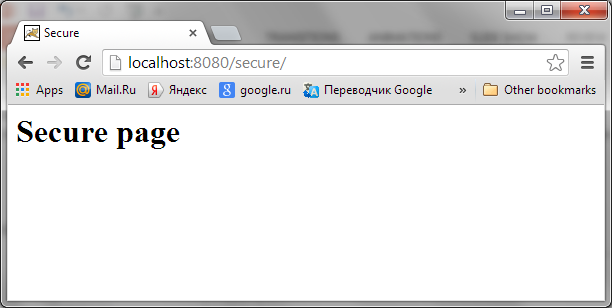 Secure
localhost:8080/secure/
Apps Mail.Ru Яндекс google.ru Переводчик Google » Other bookmarks
Secure page